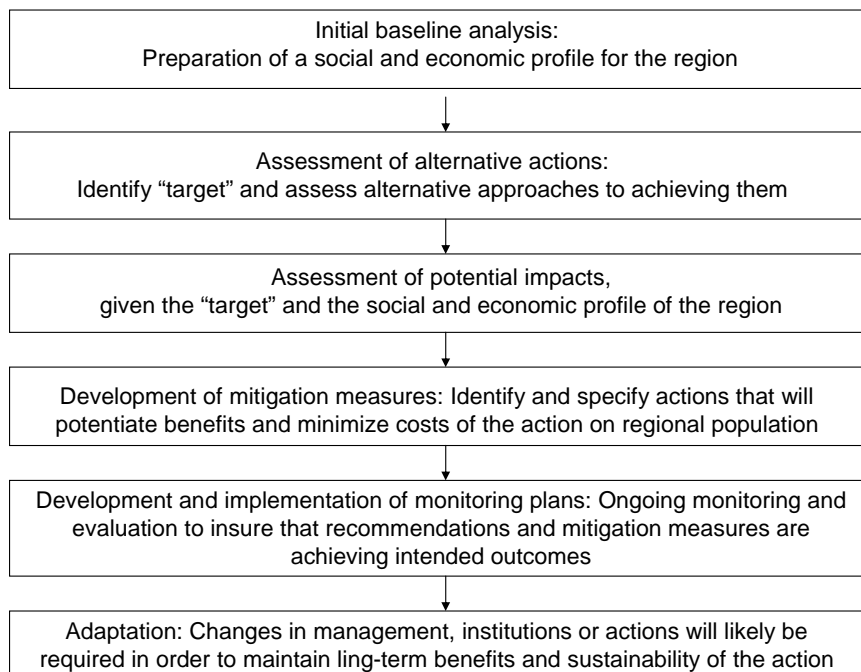 Initial baseline analysis:
Preparation of a social and economic profile for the region
Assessment of alternative actions:
Identify “target” and assess alternative approaches to achieving them
Assessment of potential impacts,
given the “target” and the social and economic profile of the region
Development of mitigation measures: Identify and specify actions that will
potentiate benefits and minimize costs of the action on regional population
Development and implementation of monitoring plans: Ongoing monitoring and
evaluation to insure that recommendations and mitigation measures are
achieving intended outcomes
Adaptation: Changes in management, institutions or actions will likely be
required in order to maintain ling-term benefits and sustainability of the action